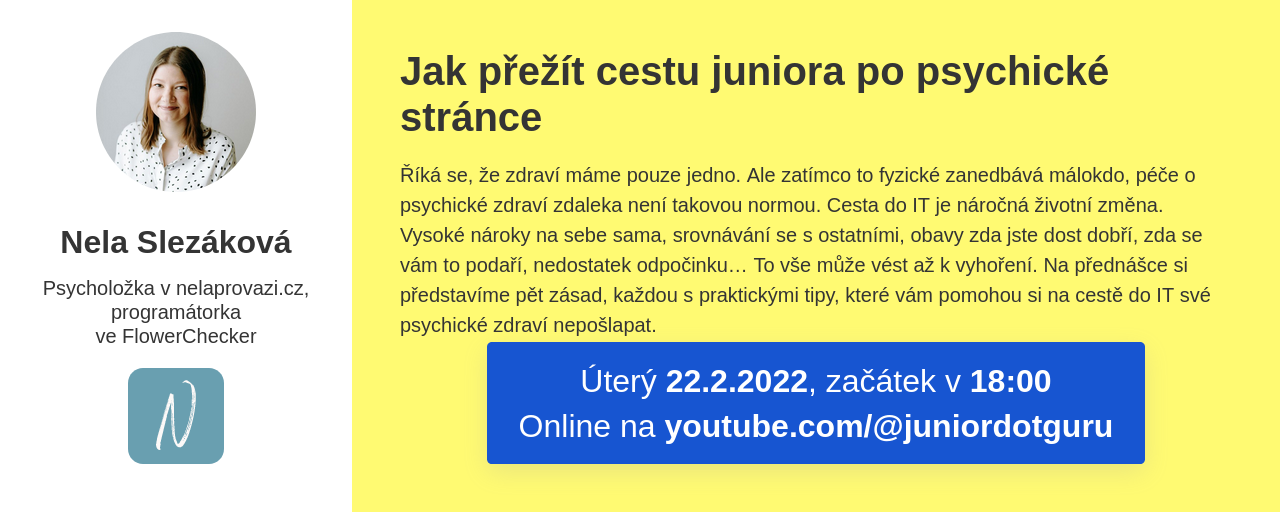 Nela Slezáková
Psycholožka v nelaprovazi.cz,
programátorka
ve FlowerChecker
N
Jak přežít cestu juniora po psychické
stránce
Říká se, že zdraví máme pouze jedno. Ale zatímco to fyzické zanedbává málokdo, péče o
psychické zdraví zdaleka není takovou normou. Cesta do IT je náročná životní změna.
Vysoké nároky na sebe sama, srovnávání se s ostatními, obavy zda jste dost dobří, zda se
vám to podaří, nedostatek odpočinku… To vše může vést až k vyhoření. Na přednášce si
představíme pět zásad, každou s praktickými tipy, které vám pomohou si na cestě do IT své
psychické zdraví nepošlapat.
Úterý 22.2.2022, začátek v 18:00
Online na youtube.com/@juniordotguru